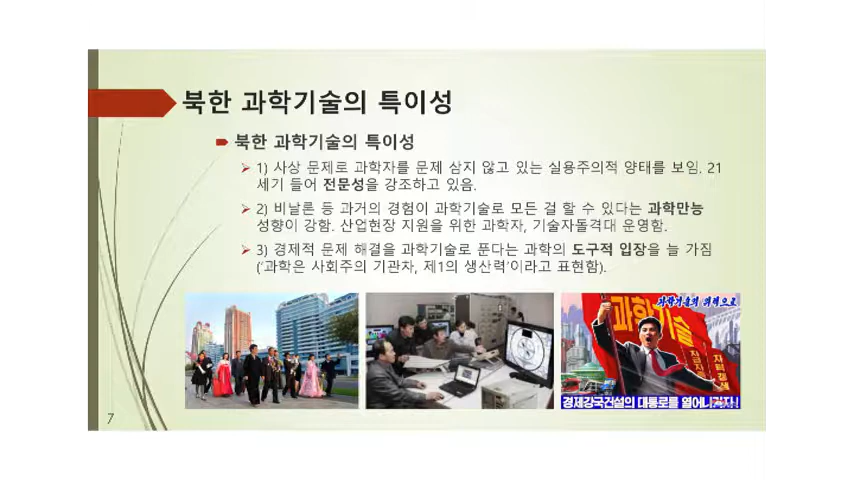 북한 과학기술의 특이성
북한 과학기술의 특이성
1) 사상 문제로 과학자를 문제 삼지 않고 있는 실용주의적 양태를 보임. 21
세기 들어 전문성을 강조하고 있음.
2) 비날론 등 과거의 경험이 과학기술로 모든 걸 할 수 있다는 과학만능
성향이 강함. 산업현장 지원을 위한 과학자, 기술자돌격대 운영함.
3) 경제적 문제 해결을 과학기술로 푼다는 과학의 도구적 입장을 늘 가짐
('과학은 사회주의 기관차, 제1의 생산력'이라고 표현함).
과학기술의 위력으로
과학기술
자력갱생
경제강국건설의 대통로를 열어나가자!
7